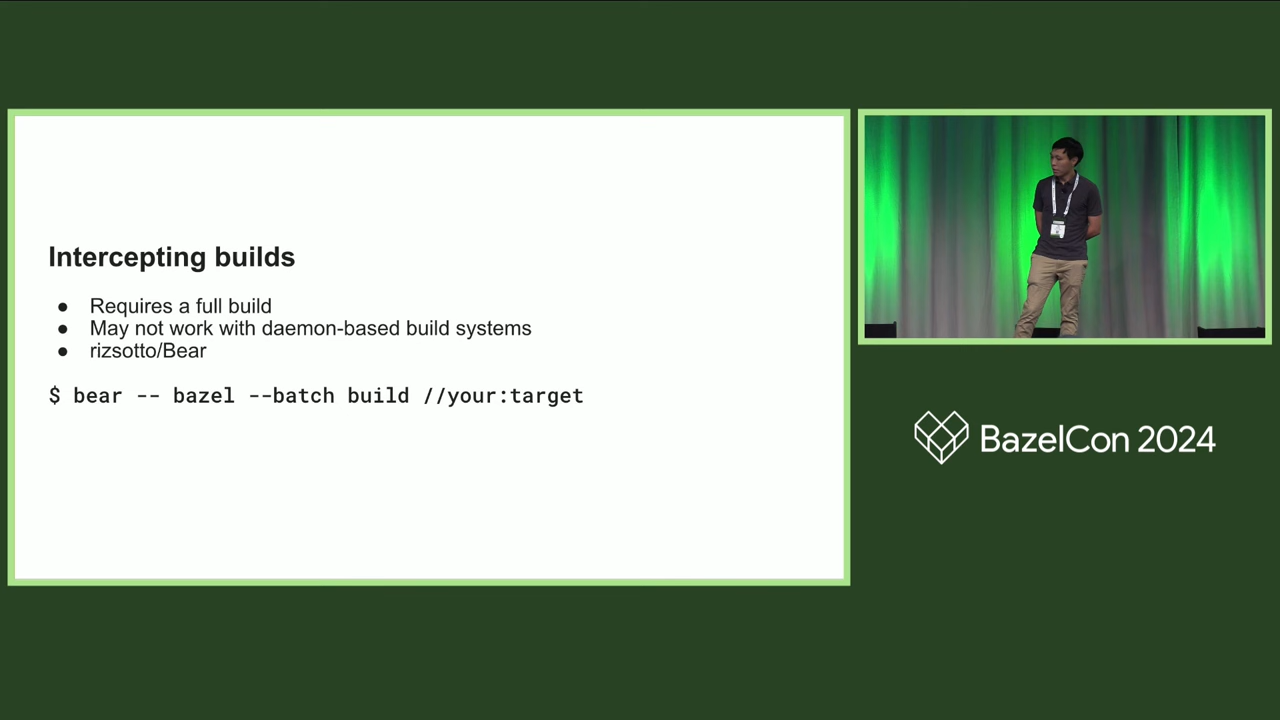 Intercepting builds
● Requires a full build
● May not work with daemon-based build systems
● rizsotto/Bear
$ bear -- bazel --batch build //your:target
BazelCon 2024